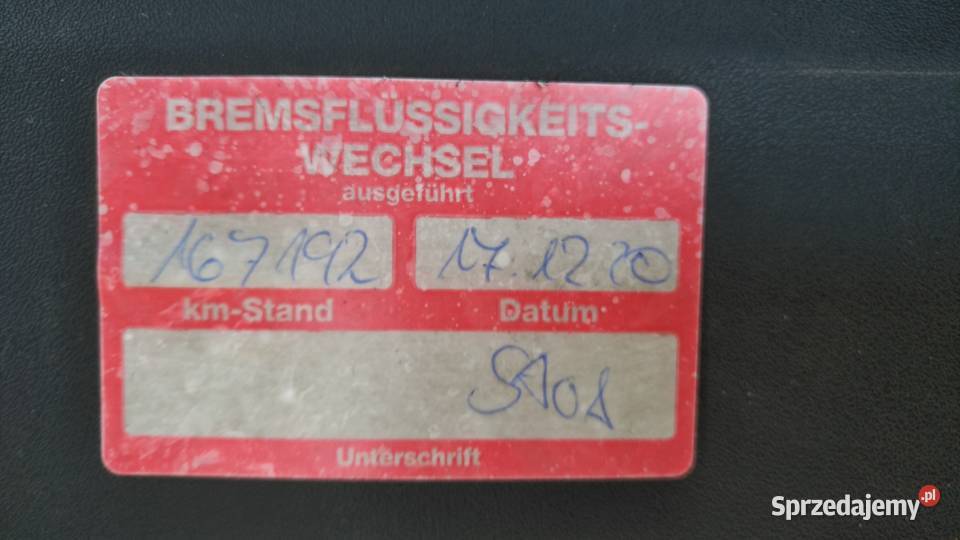 BREMSFLÜSSIGKEITS-
WECHSEL
ausgeführt
167192 17.12 20
km-Stand Datum
Unterschrift
Sprzedajemy.pl